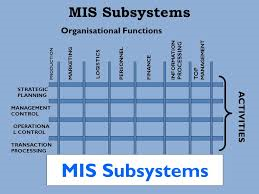 MIS Subsystems
Organisational Functions
PRODUCTION
MARKETING
LOGISTICS
PERSONNEL
FINANCE
INFORMATION
PROCESSING
TOP
MANAGEMENT
STRATEGIC
PLANNING
MANAGEMENT
CONTROL
OPERATIONA
L CONTROL
TRANSACTION
PROCESSING
ACTIVITIES
MIS Subsystems